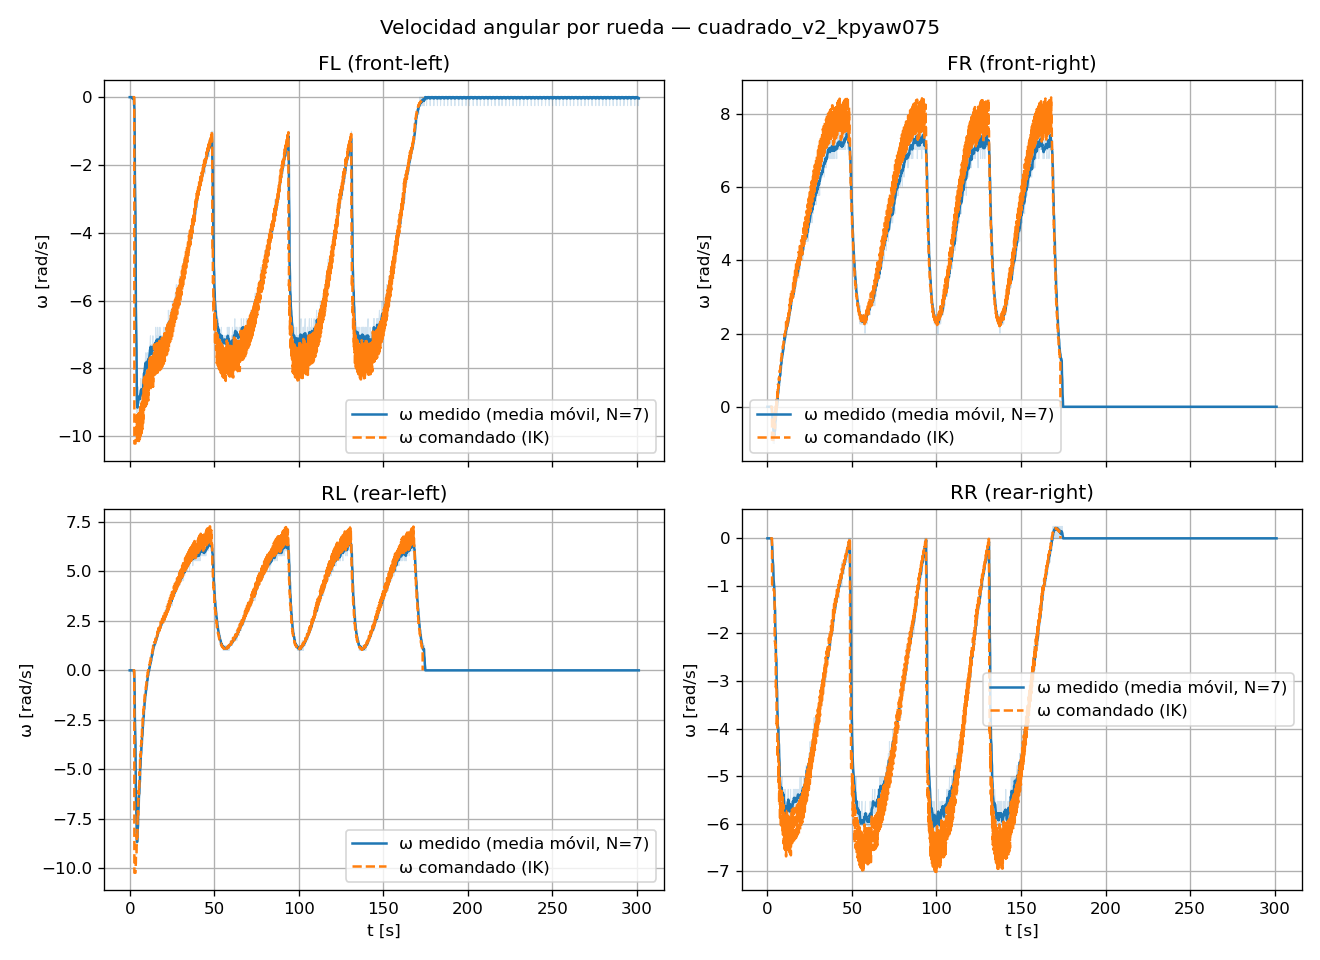 Velocidad angular por rueda — cuadrado_v2_kpyaw075
FL (front-left)
0
−2
−4
−6
−8
−10
ω [rad/s]
ω medido (media móvil, N=7)
ω comandado (IK)
FR (front-right)
8
6
4
2
0
ω [rad/s]
ω medido (media móvil, N=7)
ω comandado (IK)
RL (rear-left)
7.5
5.0
2.5
0.0
−2.5
−5.0
−7.5
−10.0
ω [rad/s]
ω medido (media móvil, N=7)
ω comandado (IK)
0 50 100 150 200 250 300
t [s]
RR (rear-right)
0
−1
−2
−3
−4
−5
−6
−7
ω [rad/s]
ω medido (media móvil, N=7)
ω comandado (IK)
0 50 100 150 200 250 300
t [s]